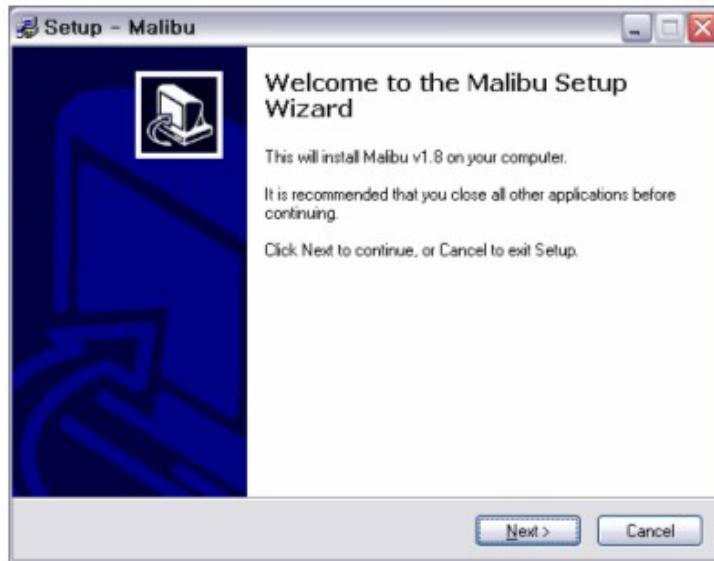 Setup - Malibu
Welcome to the Malibu Setup
Wizard
This will install Malibu v1.8 on your computer.
It is recommended that you close all other applications before
continuing.
Click Next to continue, or Cancel to exit Setup.
Next >
Cancel